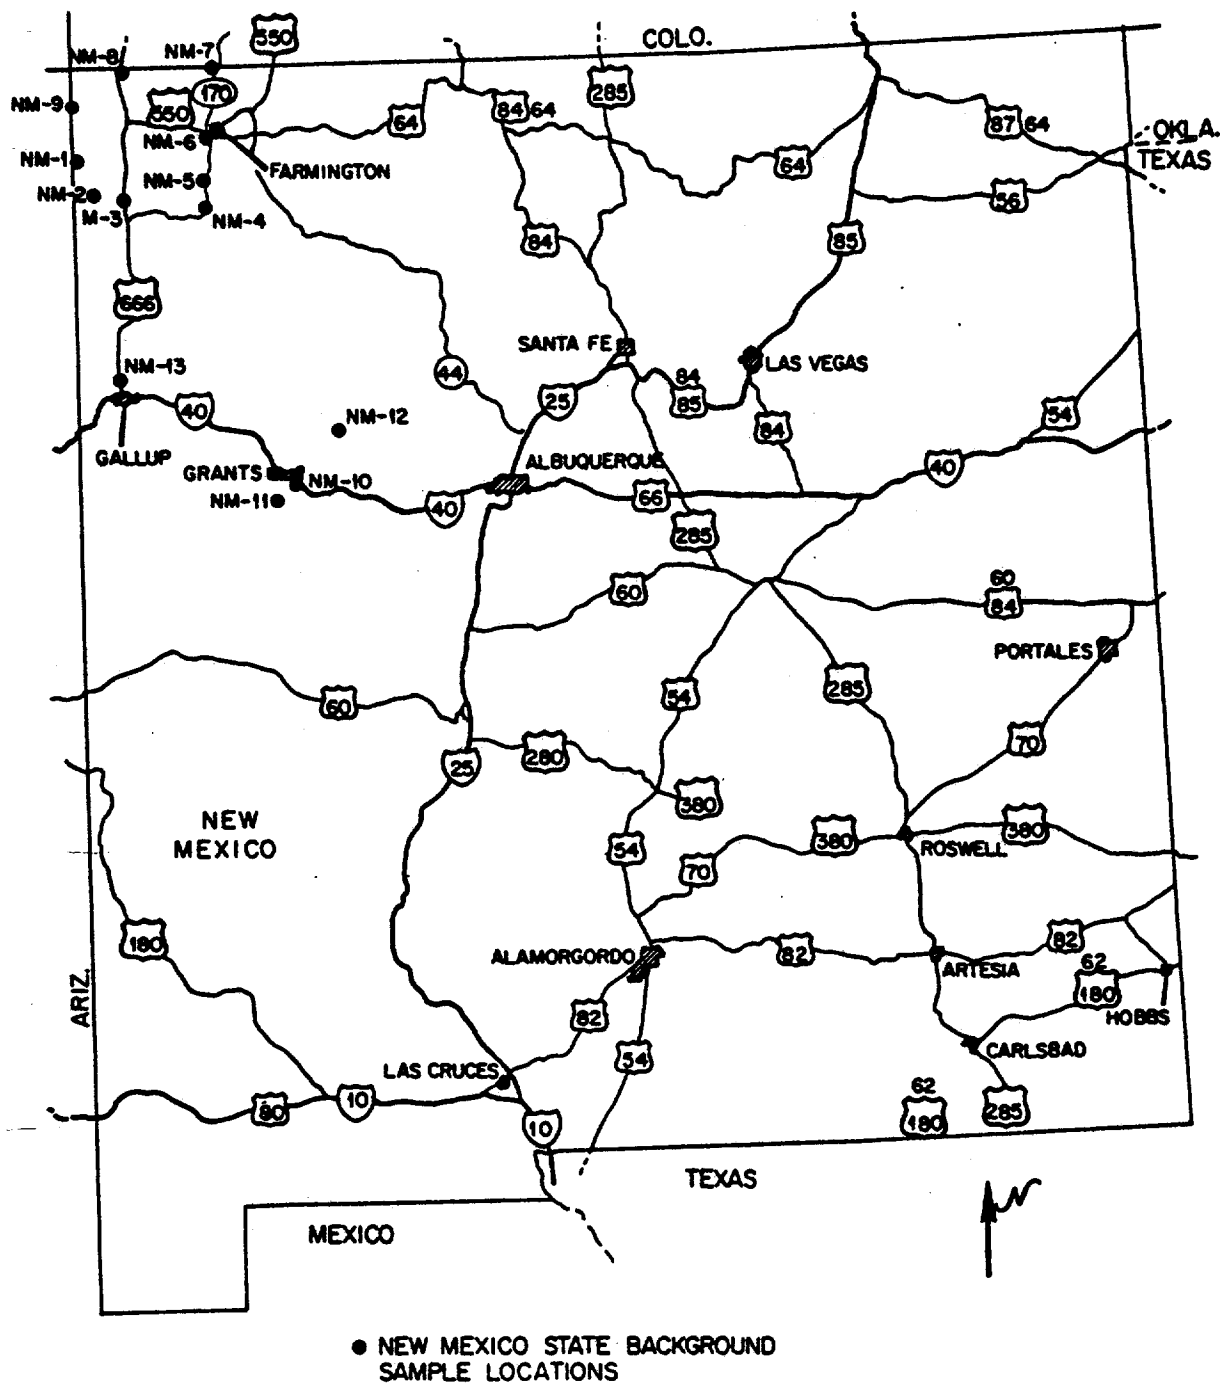 COLO.
NM-8
NM-7
550
NM-9
550
170
285
84 64
64
87 64
OKLA.
TEXAS
NM-6
NM-1
FARMINGTON
64
NM-5
NM-2
M-3
NM-4
56
84
85
666
SANTA FE
LAS VEGAS
NM-13
44
84
85
25
40
NM-12
84
54
GALLUP
GRANTS
ALBUQUERQUE
NM-10
40
NM-11
40
66
285
60
60
84
PORTALES
54
285
60
70
280
25
380
NEW
MEXICO
54
380
380
ROSWELL
70
180
ALAMORGORDO
82
82
ARTESIA
62
180
ARIZ.
HOBBS
82
54
CARLSBAD
LAS CRUCES
80
10
62
180
285
10
TEXAS
N
MEXICO
NEW MEXICO STATE BACKGROUND
SAMPLE LOCATIONS